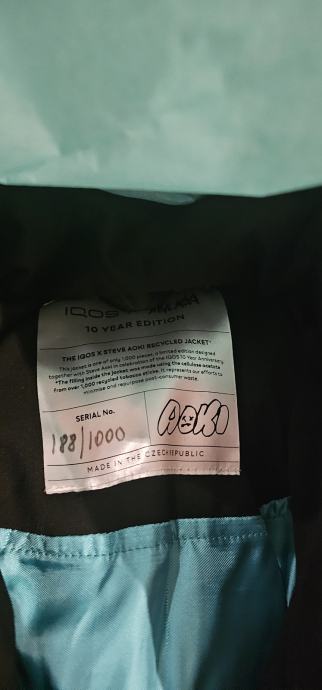 IQOS
10 YEAR EDITION
THE IQOS X STEVE AOKI RECYCLED JACKET*
This jacket is one of only 1,000 pieces, a limited edition designed
together with Steve Aoki in celebration of the IQOS 10 Year Anniversary.
*The filling inside the jacket was made using the cellulose acetate
from over 1,000 recycled tobacco sticks. It represents our efforts to
minimise and repurpose post-consumer waste.
SERIAL No.
188/1000
AOKI
MADE IN THE CZECH REPUBLIC